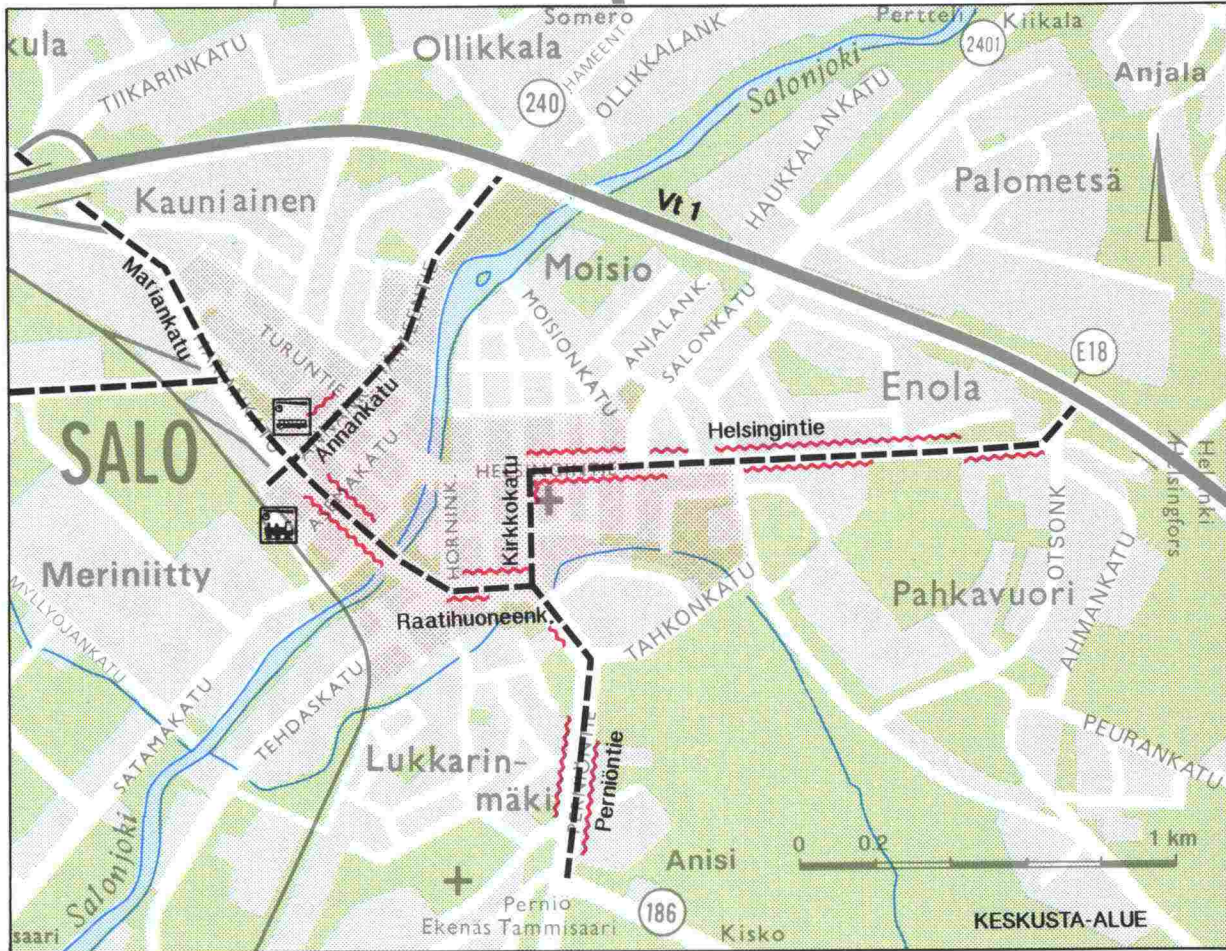 Somero
Pertteli
Kiikala
kula
Ollikkala
HAMEENT
OLLIKKALANK
TIIKARINKATU
240
Salonjoki
2401
Anjala
HAUKKALANKATU
Palometsä
Kauniainen
Vt 1
Moisio
Mariankatu
TURUNTIE
MOISIONKATU
ANJALANK.
SALONKATU
E18
Annankatu
Enola
SALO
Helsingintie
Helsinki
Helsingfors
HORNINK
Kirkkokatu
OTSONK
Meriniitty
MYLLYOJANKATU
Raatihuoneenk.
TAHKONKATU
Pahkavuori
AHMANKATU
SATAMAKATU
TEHDASKATU
PEURANKATU
Lukkarin-
mäki
Perniöntie
0 0.2 1 km
Anisi
Salonjoki
Pernio
Ekenäs Tammisaari
186
Kisko
KESKUSTA-ALUE
saari